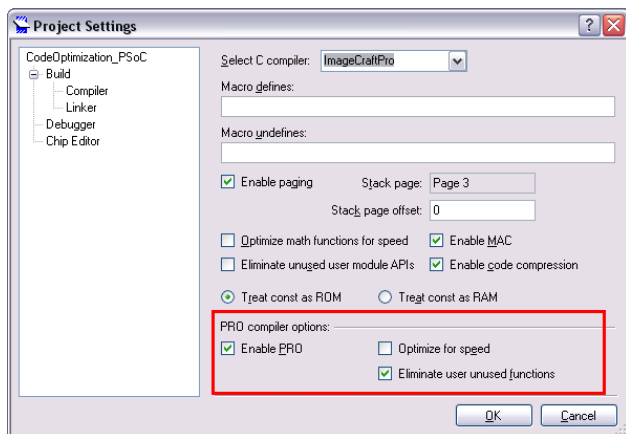 Project Settings
CodeOptimization_PSoC
Build
Compiler
Linker
Debugger
Chip Editor
Select C compiler: ImageCraftPro
Macro defines:
Macro undefines:
Enable paging Stack page: Page 3
Stack page offset: 0
Optimize math functions for speed Enable MAC
Eliminate unused user module APIs Enable code compression
Treat const as ROM Treat const as RAM
PRO compiler options:
Enable PRO Optimize for speed
Eliminate user unused functions
OK Cancel